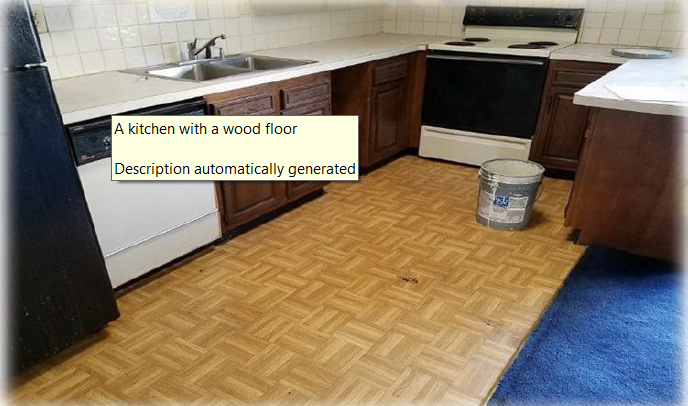 A kitchen with a wood floor
Description automatically generated